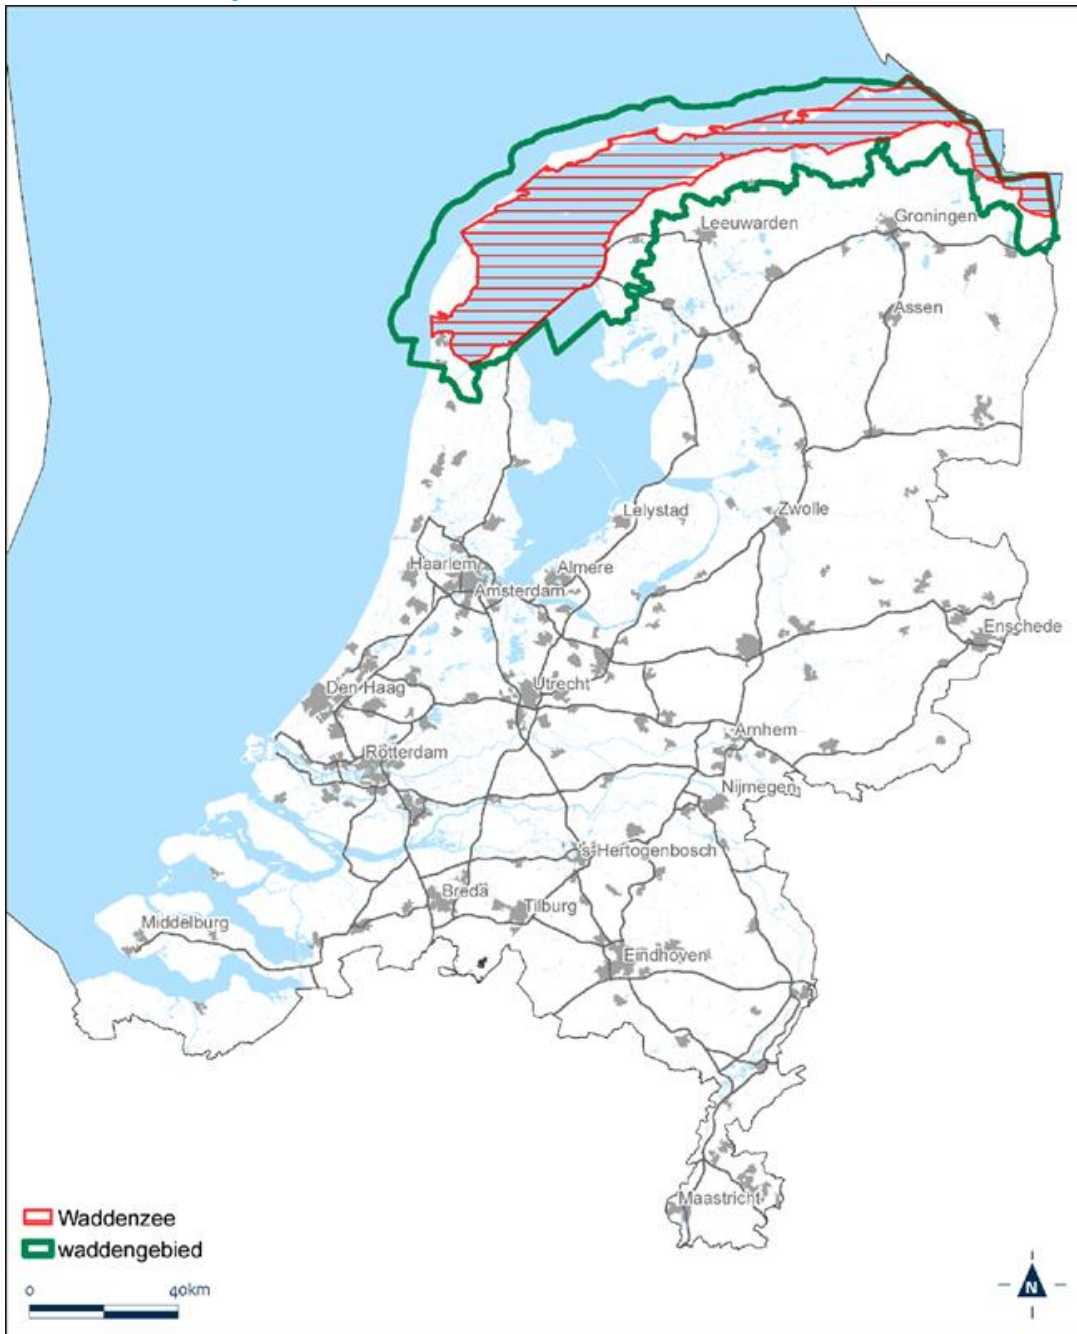 Leeuwarden
Groningen
Assen
Lelystad
Zwolle
Haarlem
Almere
Amsterdam
Enschede
Den Haag
Utrecht
Arnhem
Rotterdam
Nijmegen
's-Hertogenbosch
Breda
Tilburg
Middelburg
Eindhoven
Maastricht
Waddenzee
waddengebied
0 40km
N